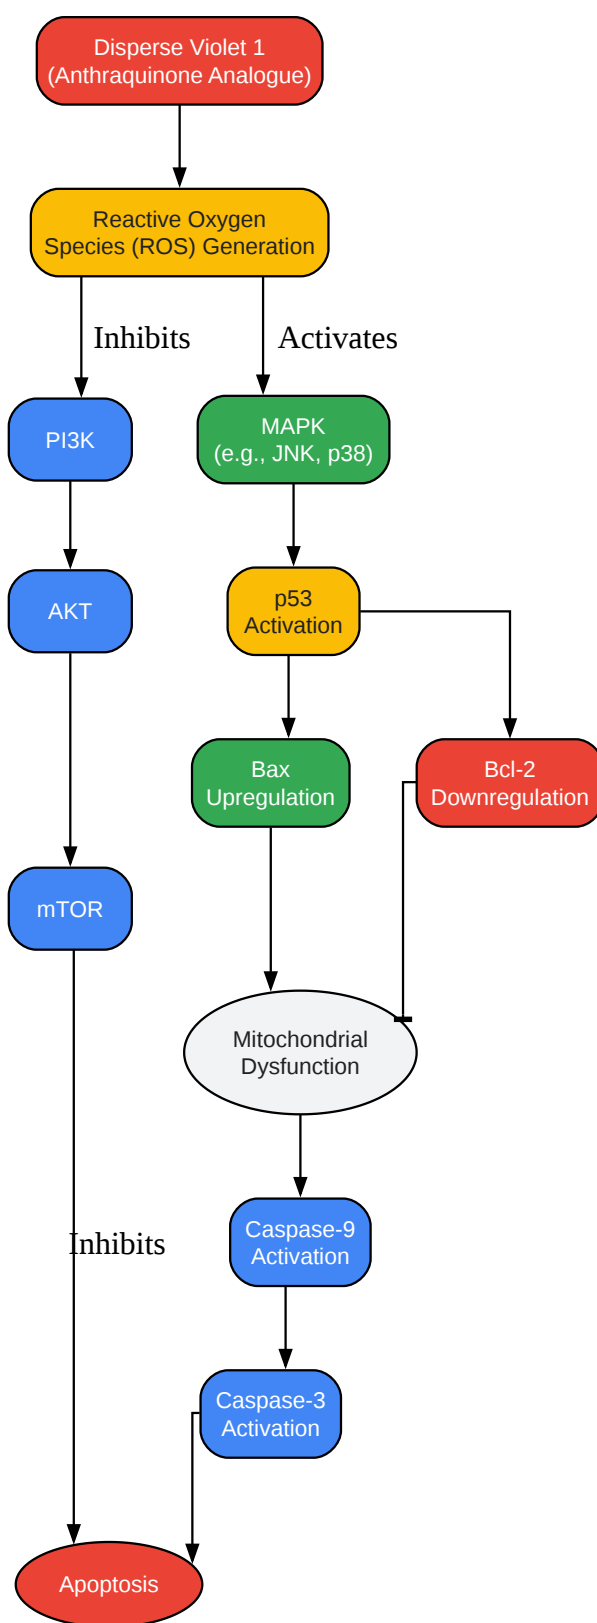 Disperse Violet 1
(Anthraquinone Analogue)
Reactive Oxygen
Species (ROS) Generation
Inhibits
Activates
PI3K
MAPK
(e.g., JNK, p38)
AKT
p53
Activation
Bax
Upregulation
Bcl-2
Downregulation
mTOR
Mitochondrial
Dysfunction
Caspase-9
Activation
Inhibits
Caspase-3
Activation
Apoptosis